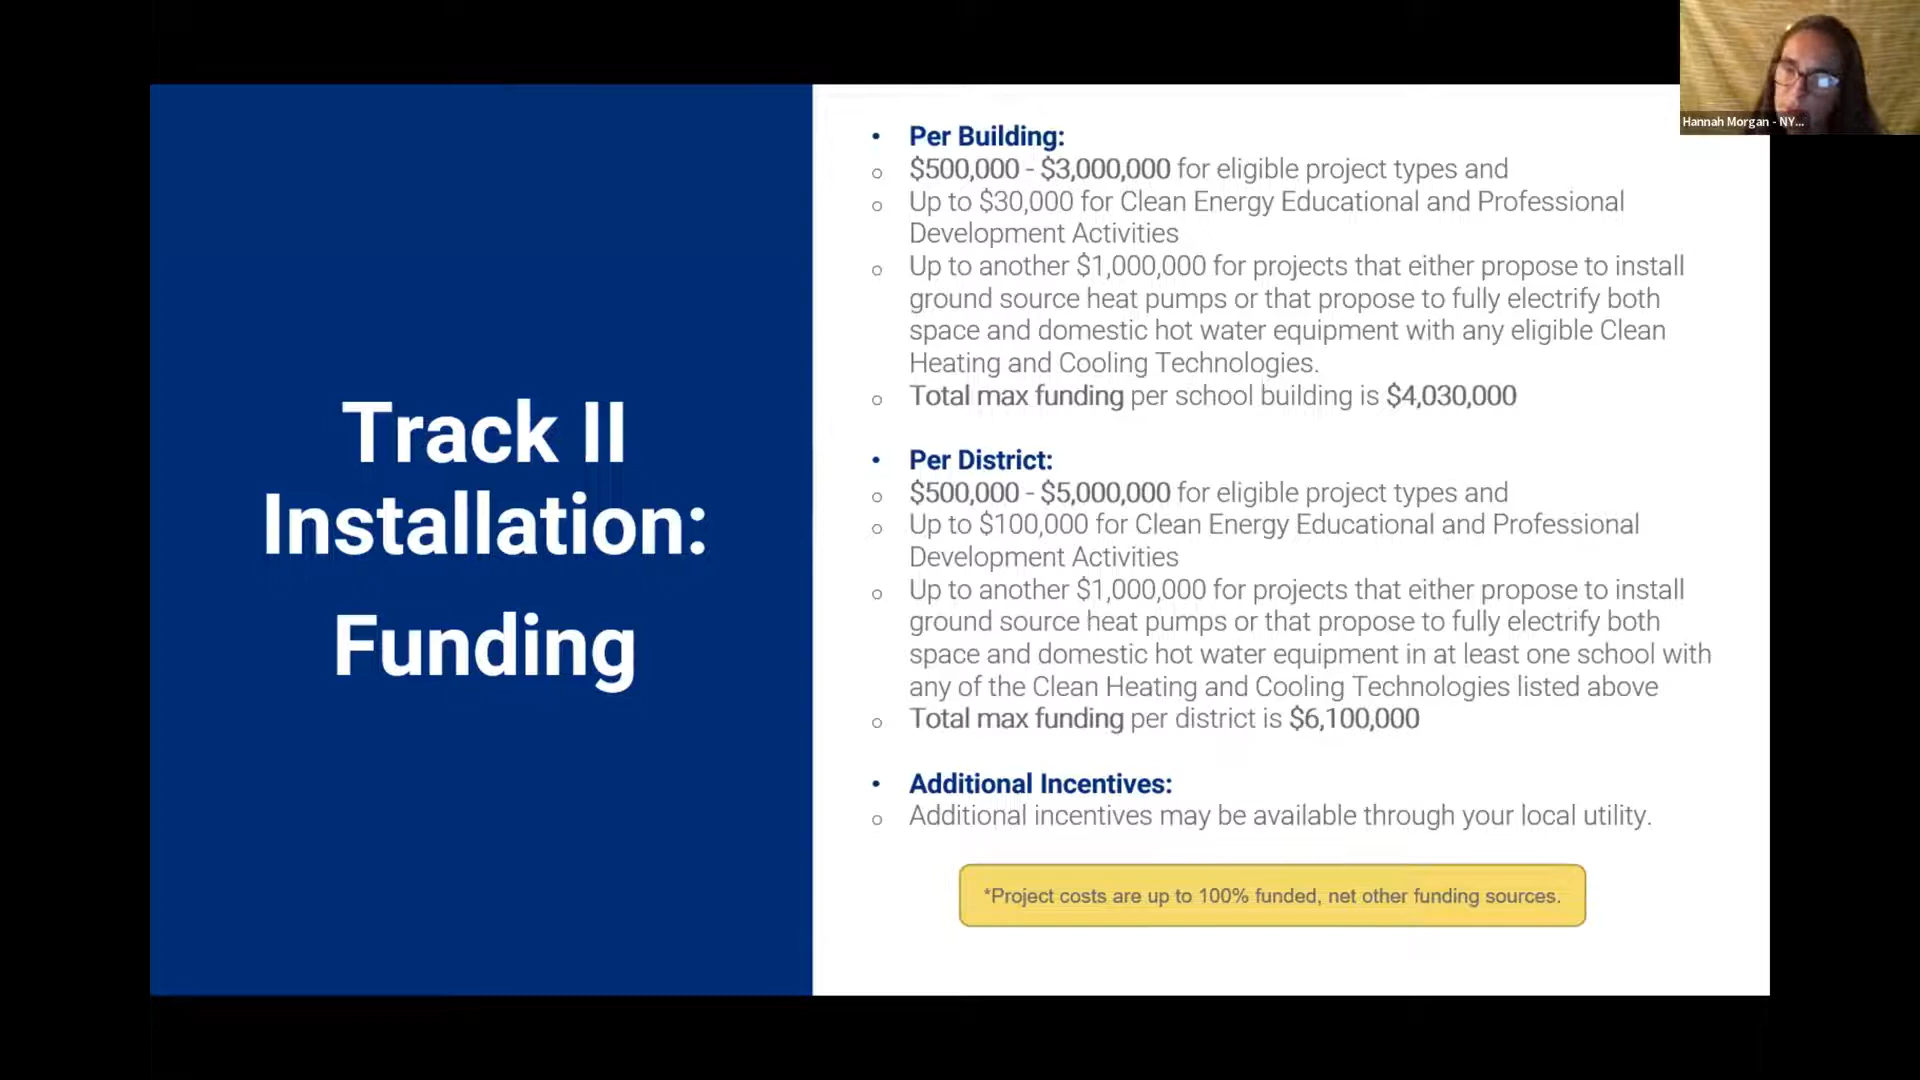 Hannah Morgan - NY...
Track II
Installation:
Funding
• Per Building:
○ $500,000 - $3,000,000 for eligible project types and
○ Up to $30,000 for Clean Energy Educational and Professional
Development Activities
○ Up to another $1,000,000 for projects that either propose to install
ground source heat pumps or that propose to fully electrify both
space and domestic hot water equipment with any eligible Clean
Heating and Cooling Technologies.
○ Total max funding per school building is $4,030,000
• Per District:
○ $500,000 - $5,000,000 for eligible project types and
○ Up to $100,000 for Clean Energy Educational and Professional
Development Activities
○ Up to another $1,000,000 for projects that either propose to install
ground source heat pumps or that propose to fully electrify both
space and domestic hot water equipment in at least one school with
any of the Clean Heating and Cooling Technologies listed above
○ Total max funding per district is $6,100,000
• Additional Incentives:
○ Additional incentives may be available through your local utility.
*Project costs are up to 100% funded, net other funding sources.